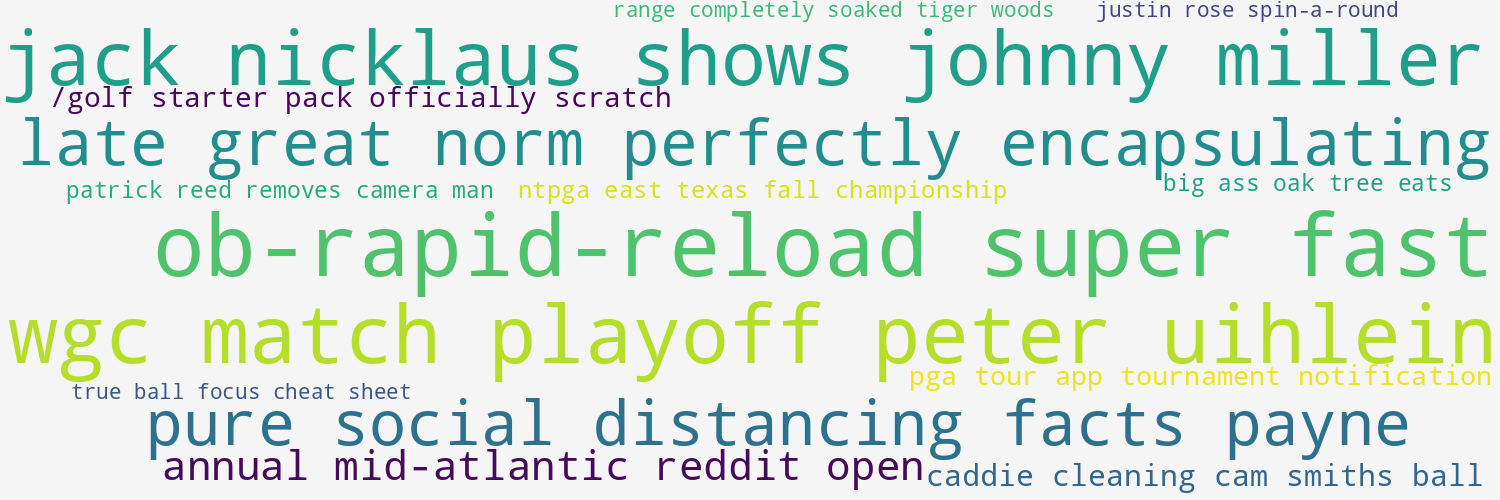 range completely soaked tiger woods
justin rose spin-a-round
jack nicklaus shows johnny miller
/golf starter pack officially scratch
late great norm perfectly encapsulating
patrick reed removes camera man
ntpga east texas fall championship
big ass oak tree eats
ob-rapid-reload super fast
wgc match playoff peter uihlein
pga tour app tournament notification
true ball focus cheat sheet
pure social distancing facts payne
annual mid-atlantic reddit open
caddie cleaning cam smiths ball